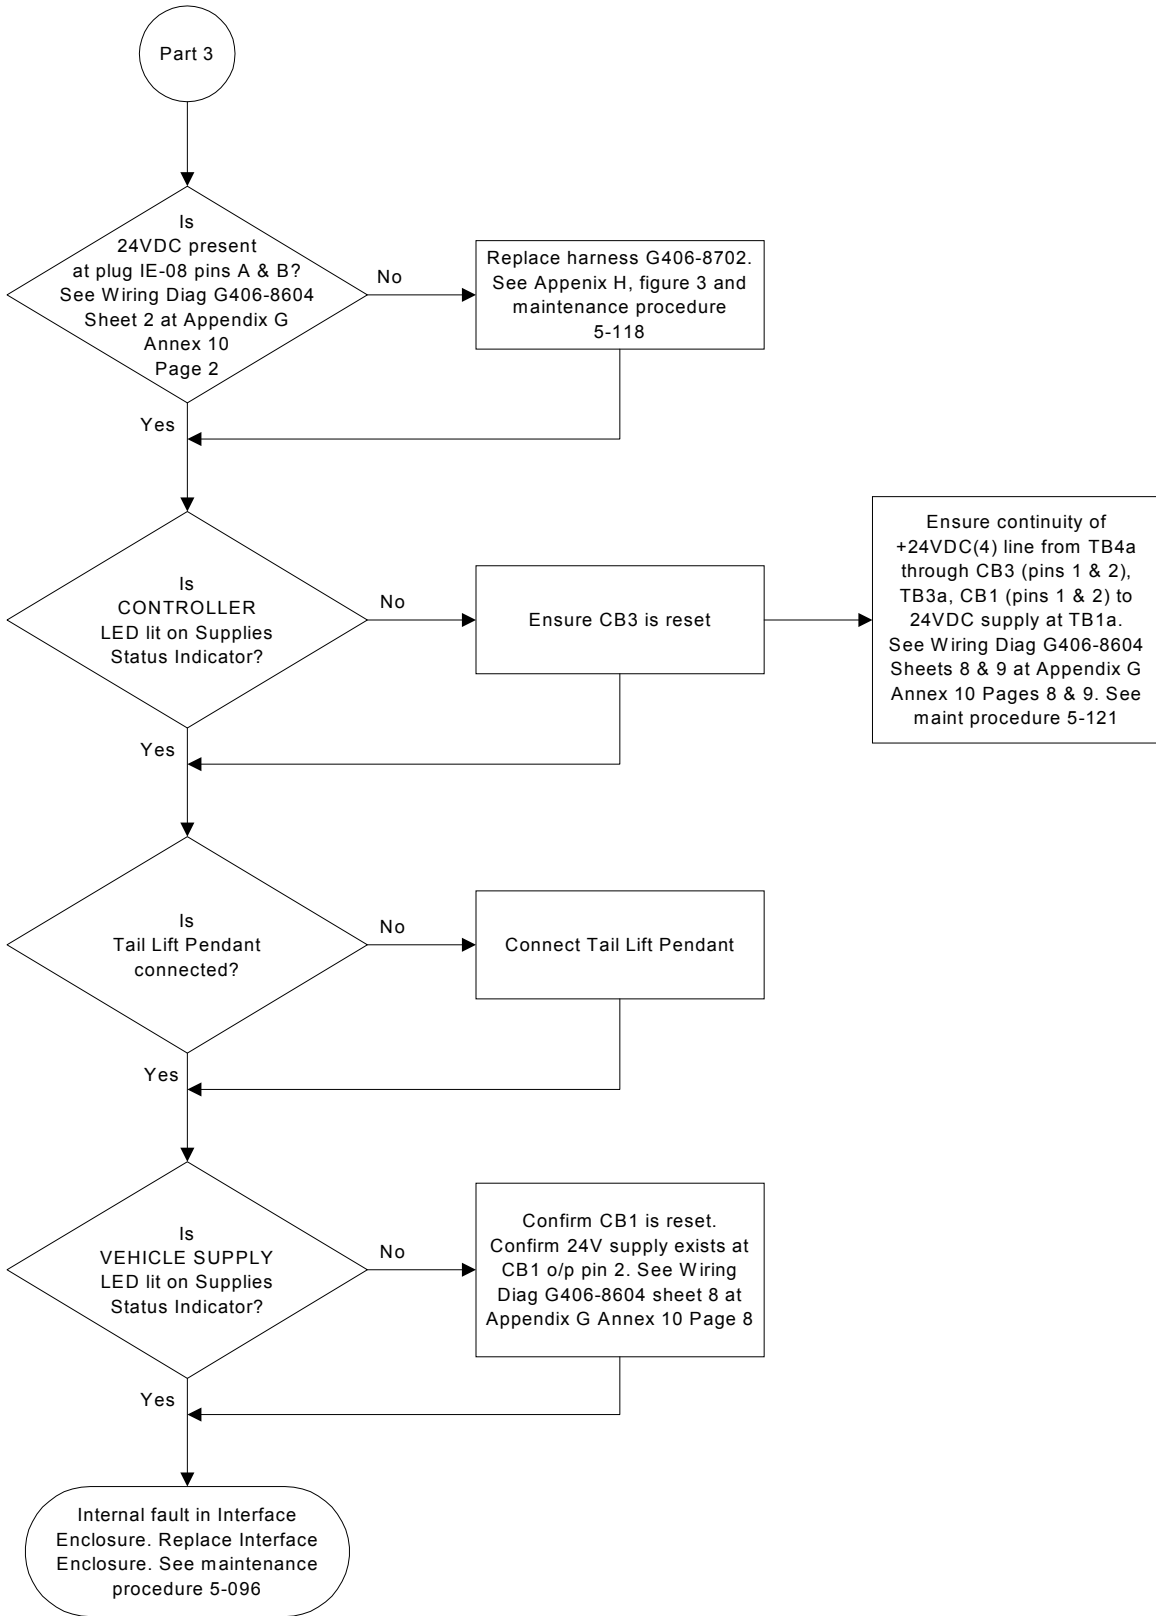 Part 3
Is
24VDC present
at plug IE-08 pins A & B?
See Wiring Diag G406-8604
Sheet 2 at Appendix G
Annex 10
Page 2
No
Replace harness G406-8702.
See Appenix H, figure 3 and
maintenance procedure
5-118
Yes
Is
CONTROLLER
LED lit on Supplies
Status Indicator?
No
Ensure CB3 is reset
Ensure continuity of
+24VDC(4) line from TB4a
through CB3 (pins 1 & 2),
TB3a, CB1 (pins 1 & 2) to
24VDC supply at TB1a.
See Wiring Diag G406-8604
Sheets 8 & 9 at Appendix G
Annex 10 Pages 8 & 9. See
maint procedure 5-121
Yes
Is
Tail Lift Pendant
connected?
No
Connect Tail Lift Pendant
Yes
Is
VEHICLE SUPPLY
LED lit on Supplies
Status Indicator?
No
Confirm CB1 is reset.
Confirm 24V supply exists at
CB1 o/p pin 2. See Wiring
Diag G406-8604 sheet 8 at
Appendix G Annex 10 Page 8
Yes
Internal fault in Interface
Enclosure. Replace Interface
Enclosure. See maintenance
procedure 5-096